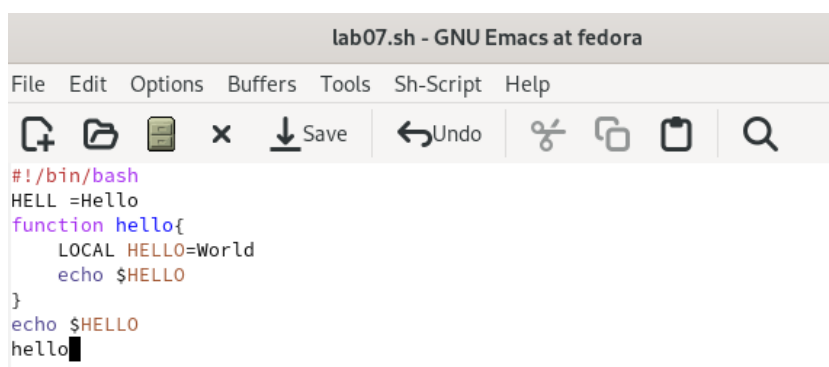 lab07.sh - GNU Emacs at fedora
File Edit Options Buffers Tools Sh-Script Help
Save Undo
#!/bin/bash
HELL =Hello
function hello{
    LOCAL HELLO=World
    echo $HELLO
}
echo $HELLO
hello